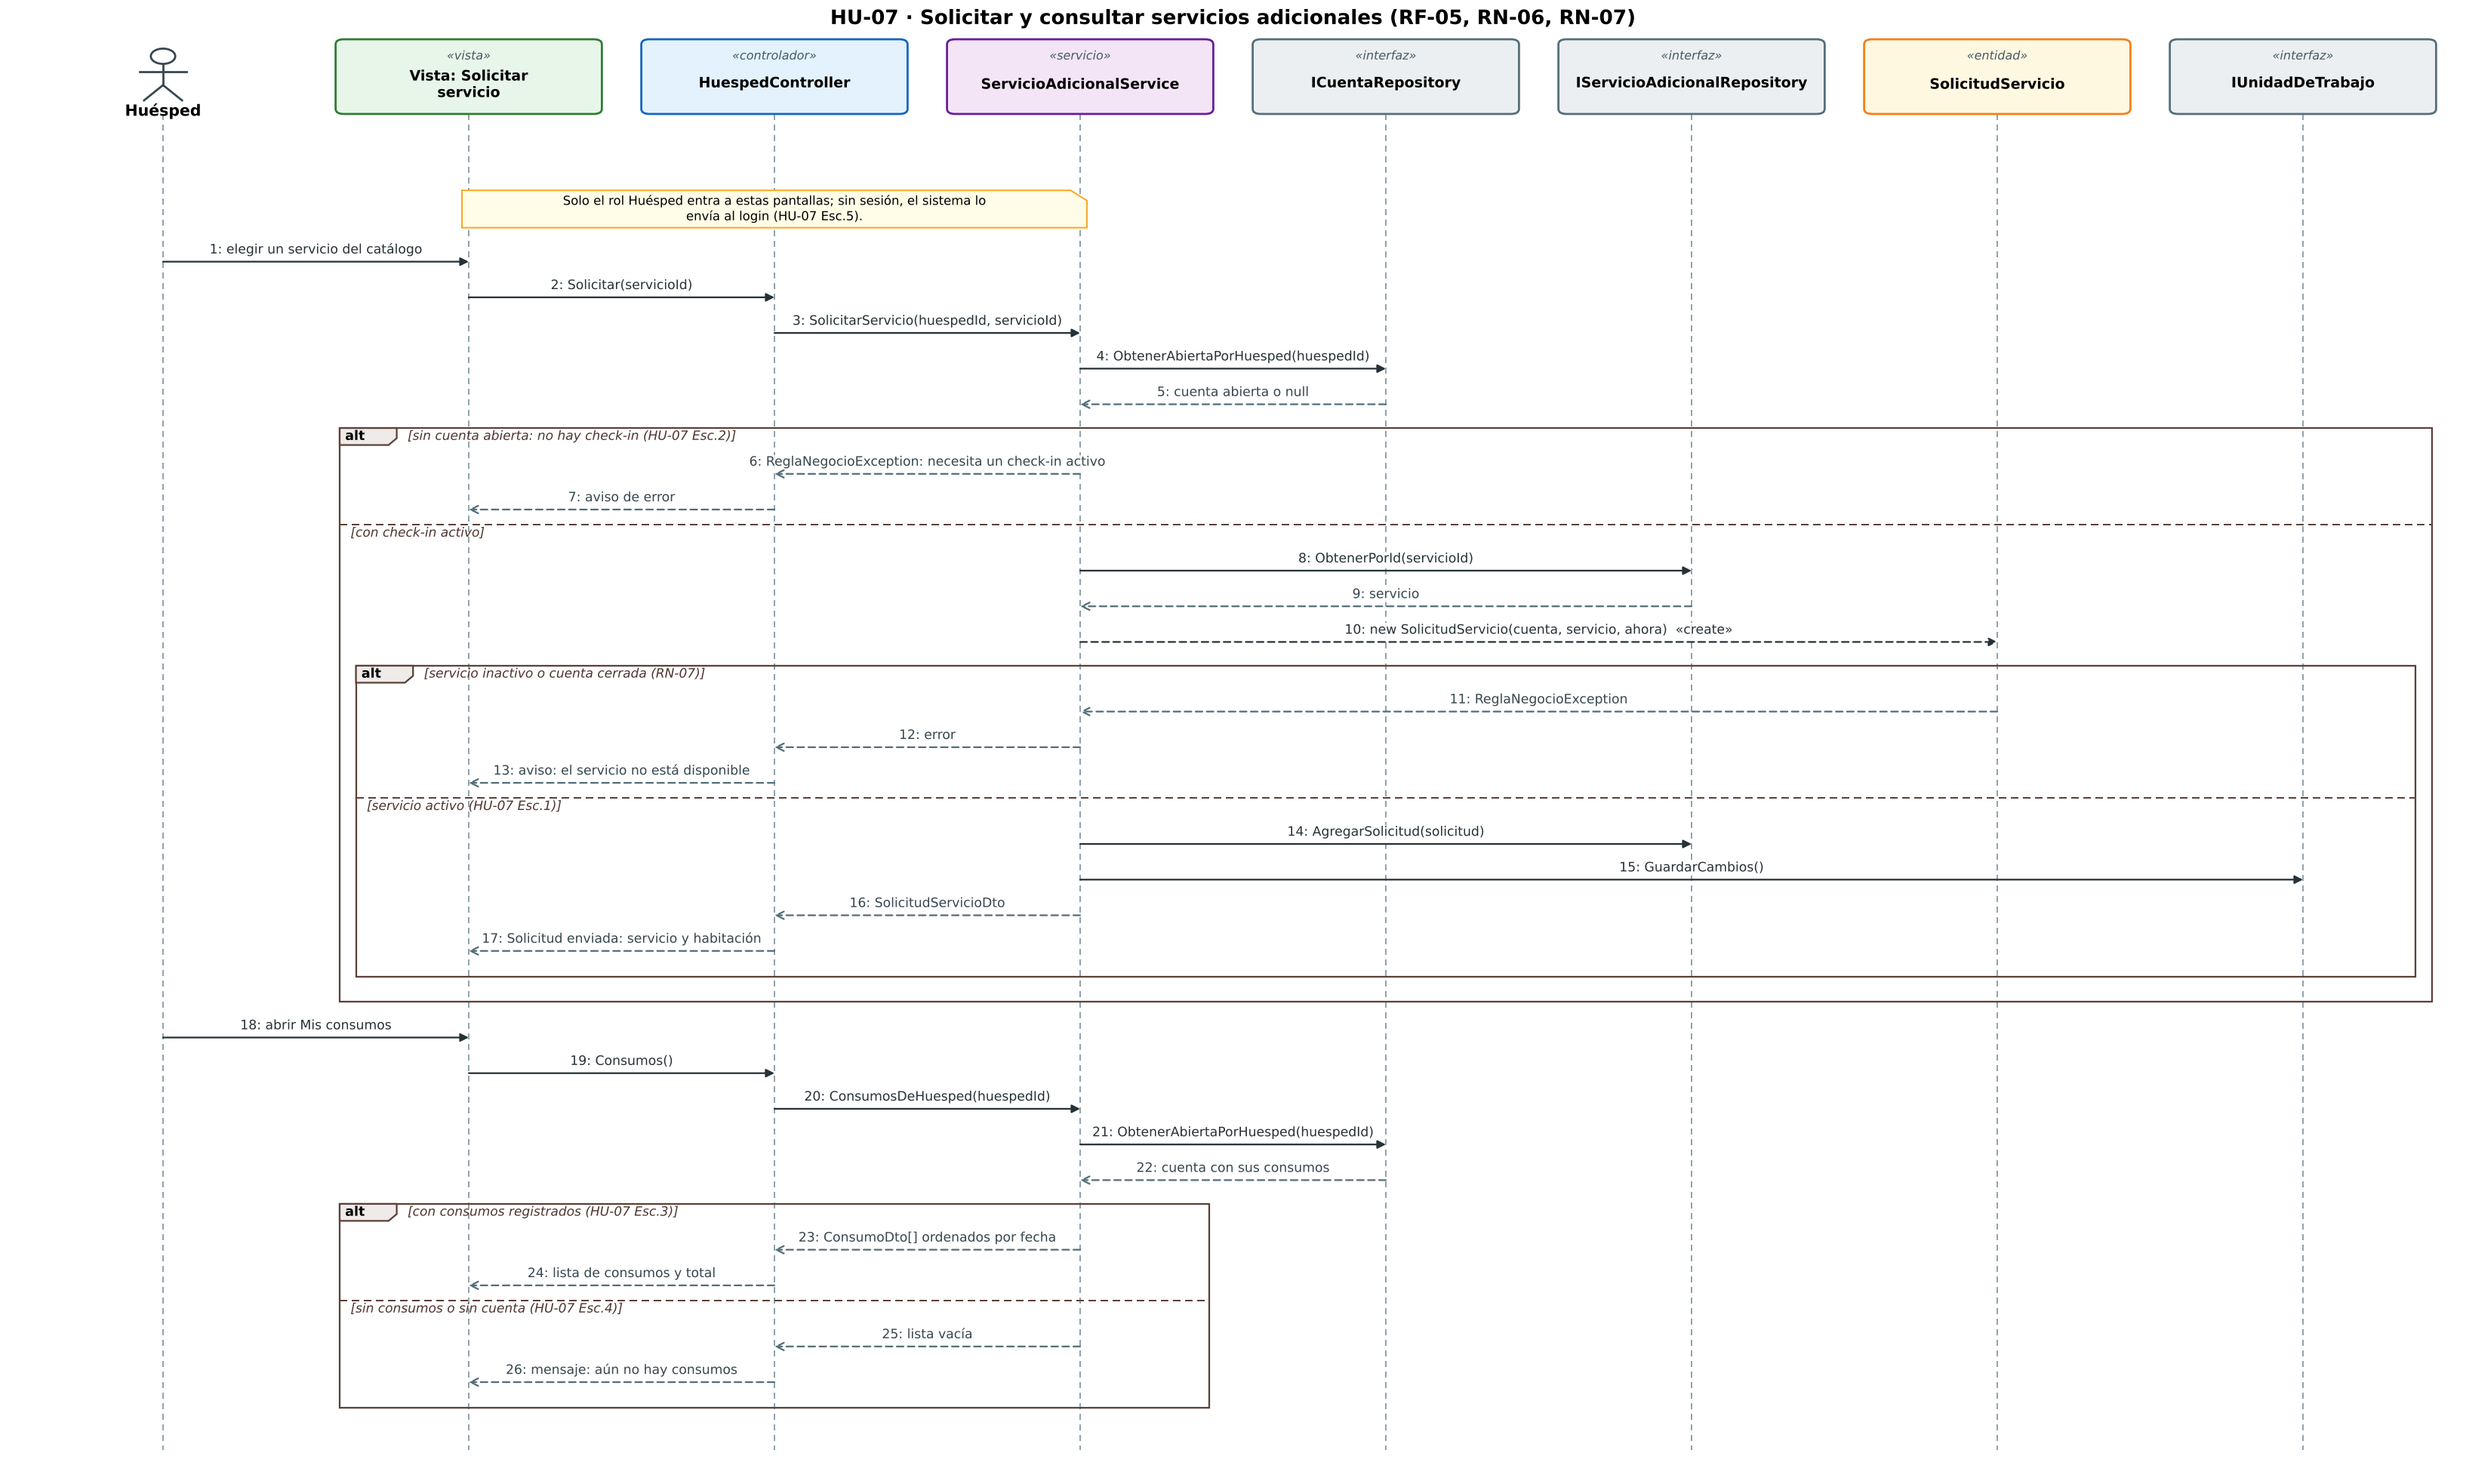 HU-07 · Solicitar y consultar servicios adicionales (RF-05, RN-06, RN-07)
Huésped
«vista»
Vista: Solicitar
servicio
«controlador»
HuespedController
«servicio»
ServicioAdicionalService
«interfaz»
ICuentaRepository
«interfaz»
IServicioAdicionalRepository
«entidad»
SolicitudServicio
«interfaz»
IUnidadDeTrabajo
Solo el rol Huésped entra a estas pantallas; sin sesión, el sistema lo
envía al login (HU-07 Esc.5).
1: elegir un servicio del catálogo
2: Solicitar(servicioId)
3: SolicitarServicio(huespedId, servicioId)
4: ObtenerAbiertaPorHuesped(huespedId)
5: cuenta abierta o null
alt [sin cuenta abierta: no hay check-in (HU-07 Esc.2)]
6: ReglaNegocioException: necesita un check-in activo
7: aviso de error
[con check-in activo]
8: ObtenerPorId(servicioId)
9: servicio
10: new SolicitudServicio(cuenta, servicio, ahora) «create»
alt [servicio inactivo o cuenta cerrada (RN-07)]
11: ReglaNegocioException
12: error
13: aviso: el servicio no está disponible
[servicio activo (HU-07 Esc.1)]
14: AgregarSolicitud(solicitud)
15: GuardarCambios()
16: SolicitudServicioDto
17: Solicitud enviada: servicio y habitación
18: abrir Mis consumos
19: Consumos()
20: ConsumosDeHuesped(huespedId)
21: ObtenerAbiertaPorHuesped(huespedId)
22: cuenta con sus consumos
alt [con consumos registrados (HU-07 Esc.3)]
23: ConsumoDto[] ordenados por fecha
24: lista de consumos y total
[sin consumos o sin cuenta (HU-07 Esc.4)]
25: lista vacía
26: mensaje: aún no hay consumos